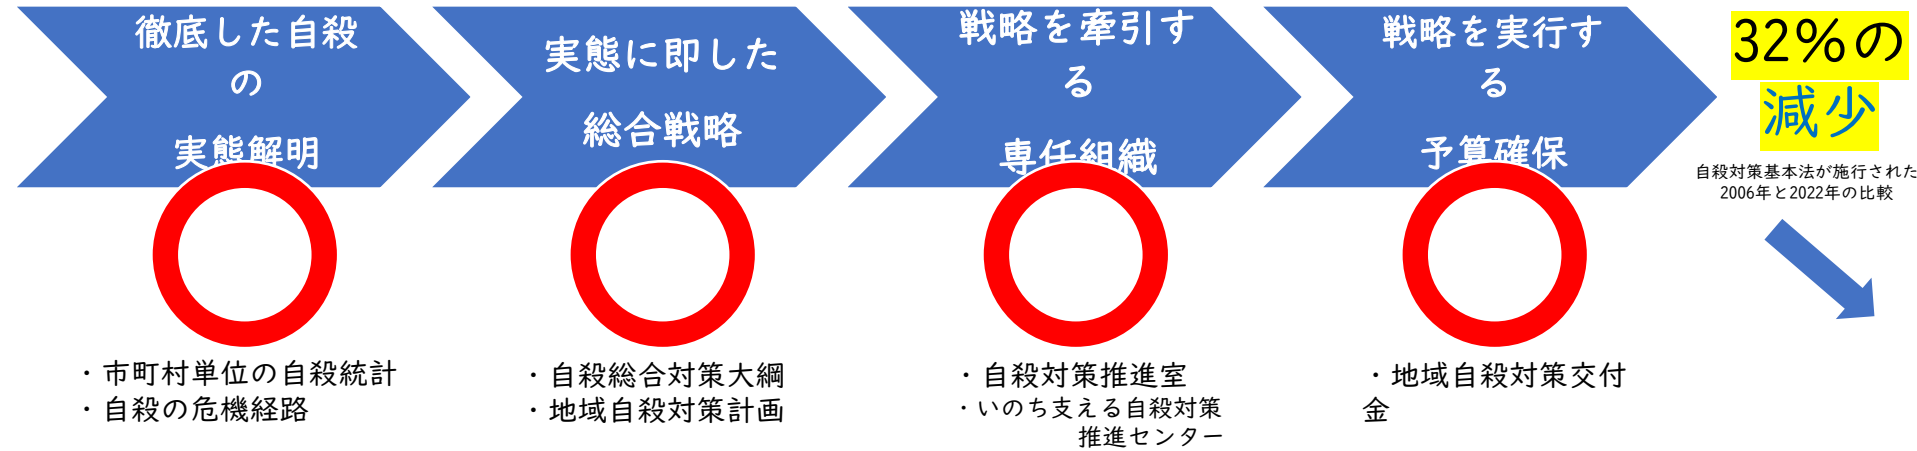 徹底した自殺
の
実態解明
実態に即した
総合戦略
戦略を牽引す
る
専任組織
戦略を実行す
る
予算確保
32%の
減少
自殺対策基本法が施行された
2006年と2022年の比較
・市町村単位の自殺統計
・自殺の危機経路
・自殺総合対策大綱
・地域自殺対策計画
・自殺対策推進室
・いのち支える自殺対策
推進センター
・地域自殺対策交付
金